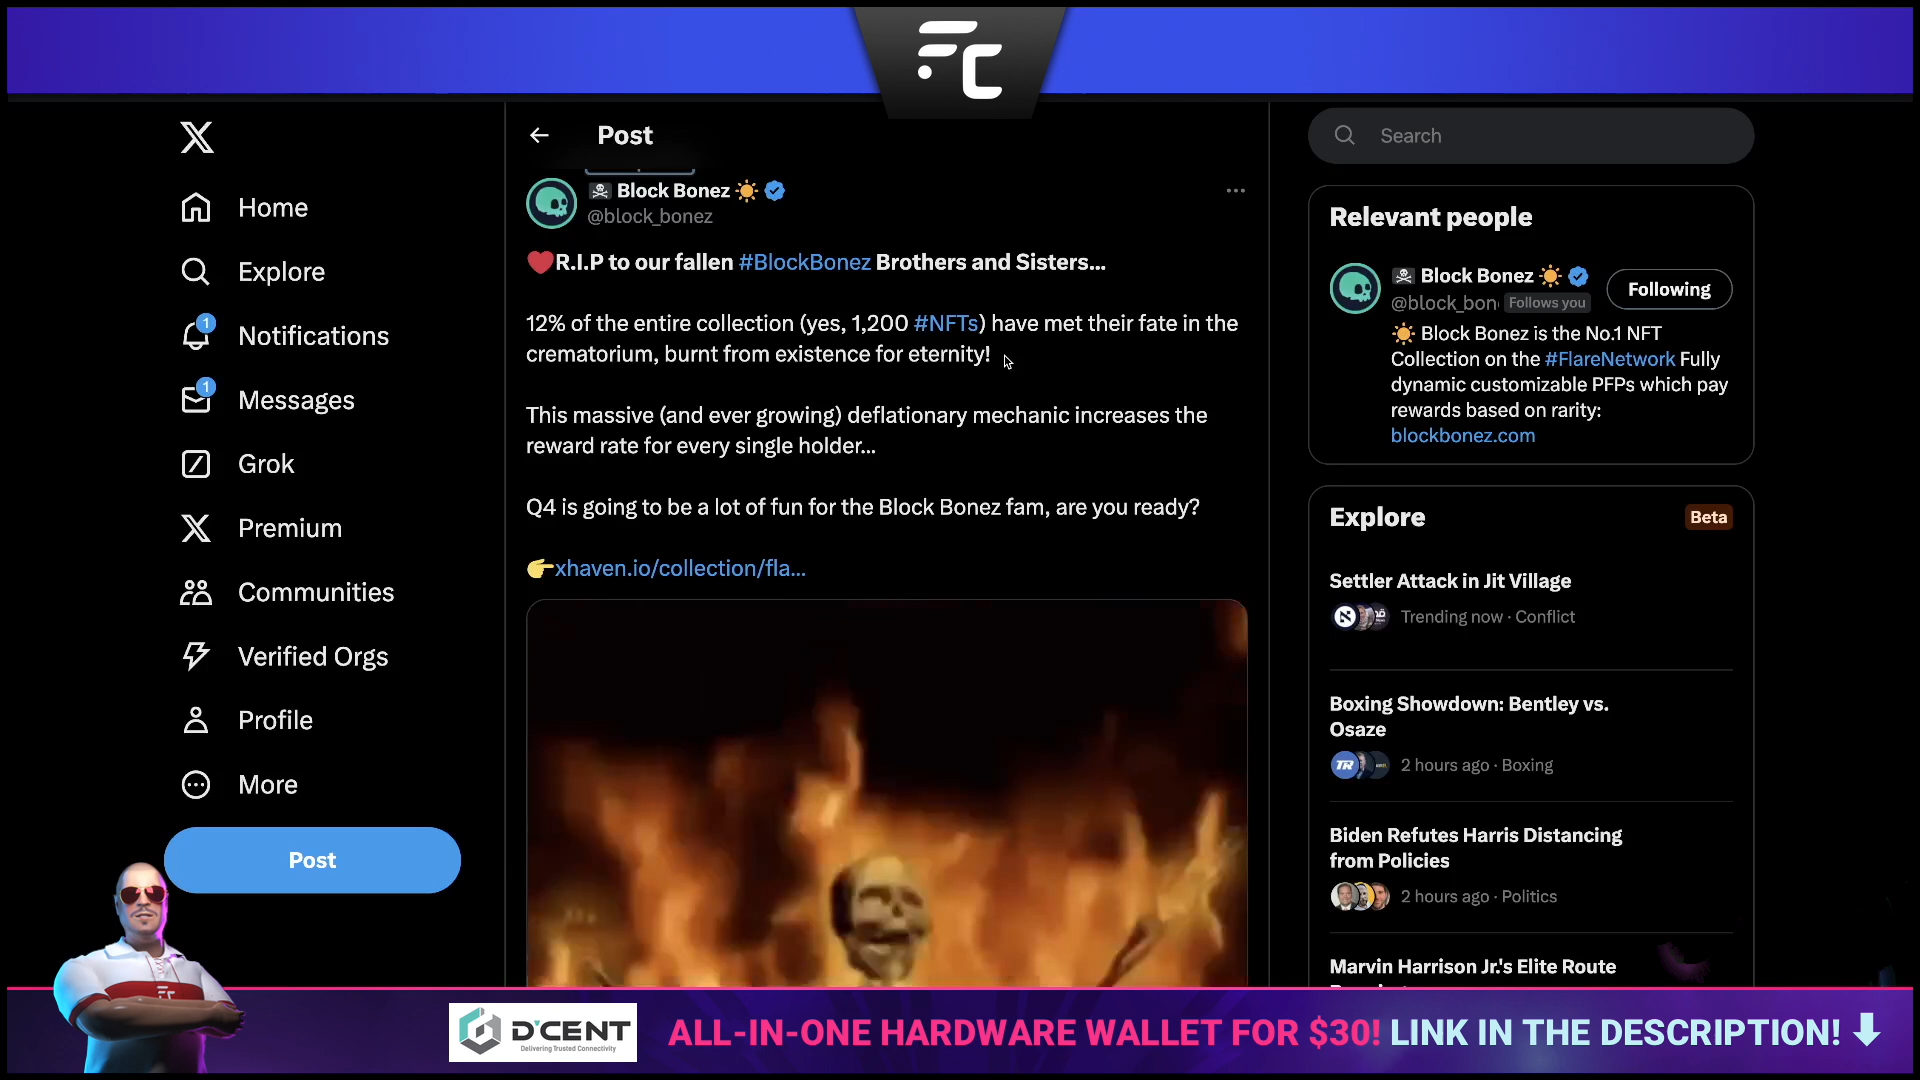 FC
Post
Search
X
Home
Explore
1
Notifications
1
Messages
Grok
Premium
Communities
Verified Orgs
Profile
More
Post
☠️ Block Bonez ☀️
@block_bonez
❤️R.I.P to our fallen #BlockBonez Brothers and Sisters...
12% of the entire collection (yes, 1,200 #NFTs) have met their fate in the
crematorium, burnt from existence for eternity!
This massive (and ever growing) deflationary mechanic increases the
reward rate for every single holder...
Q4 is going to be a lot of fun for the Block Bonez fam, are you ready?
👉xhaven.io/collection/fla...
Relevant people
☠️ Block Bonez ☀️
Following
@block_bon Follows you
☀️ Block Bonez is the No.1 NFT
Collection on the #FlareNetwork Fully
dynamic customizable PFPs which pay
rewards based on rarity:
blockbonez.com
Explore
Beta
Settler Attack in Jit Village
Trending now · Conflict
Boxing Showdown: Bentley vs.
Osaze
TR
2 hours ago · Boxing
Biden Refutes Harris Distancing
from Policies
2 hours ago · Politics
Marvin Harrison Jr.'s Elite Route
FC
D'CENT
Delivering Trusted Connectivity
ALL-IN-ONE HARDWARE WALLET FOR $30! LINK IN THE DESCRIPTION!